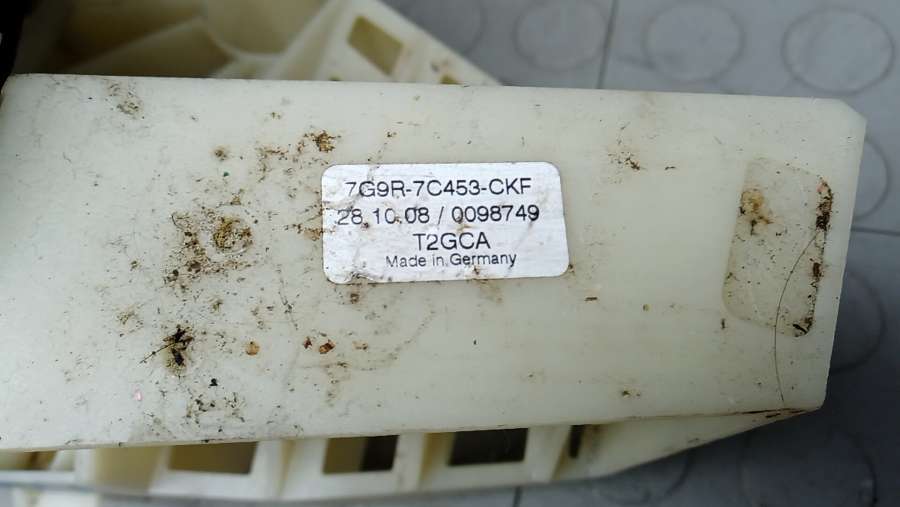 7G9R-7C453-CKF
28.10.08 / 0098749
T2GCA
Made in Germany